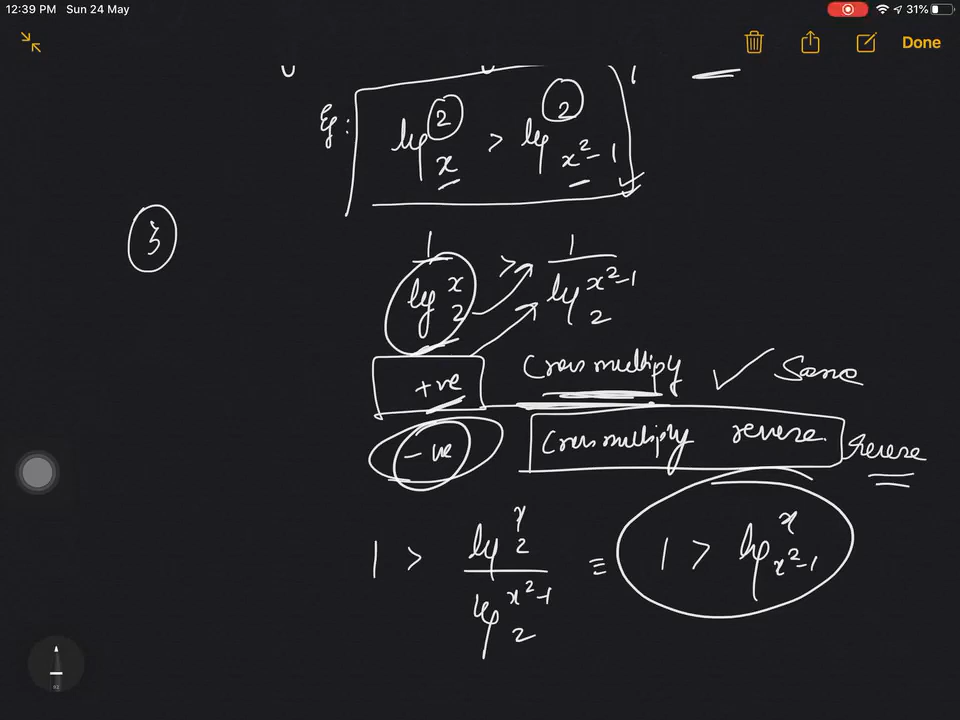 12:39 PM Sun 24 May
31%
Done
Eg: log_x^2 > log_{x²-1}^2
3
1/log_2^x > 1/log_2^{x²-1}
+ve Cross multiply ✓ Same
-ve Cross multiply reverse. reverse
1 > log_2^x / log_2^{x²-1} ≡ 1 > log_{x²-1}^x